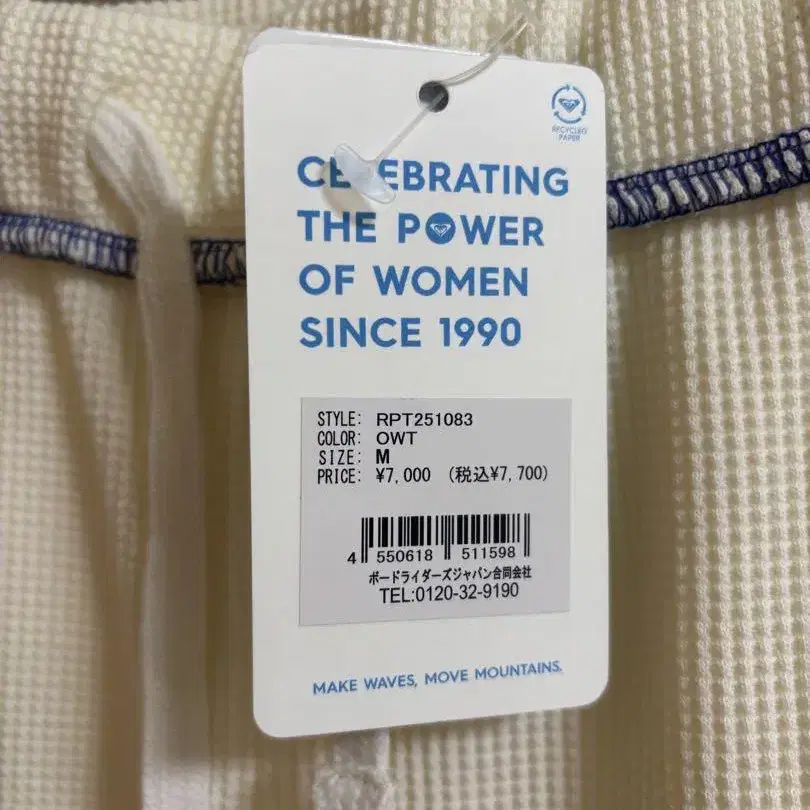 RECYCLED
PAPER
CELEBRATING
THE POWER
OF WOMEN
SINCE 1990
STYLE: RPT251083
COLOR: OWT
SIZE: M
PRICE: ¥7,000 (税込¥7,700)
4 550618 511598
ボードライダーズジャパン合同会社
TEL:0120-32-9190
MAKE WAVES, MOVE MOUNTAINS.